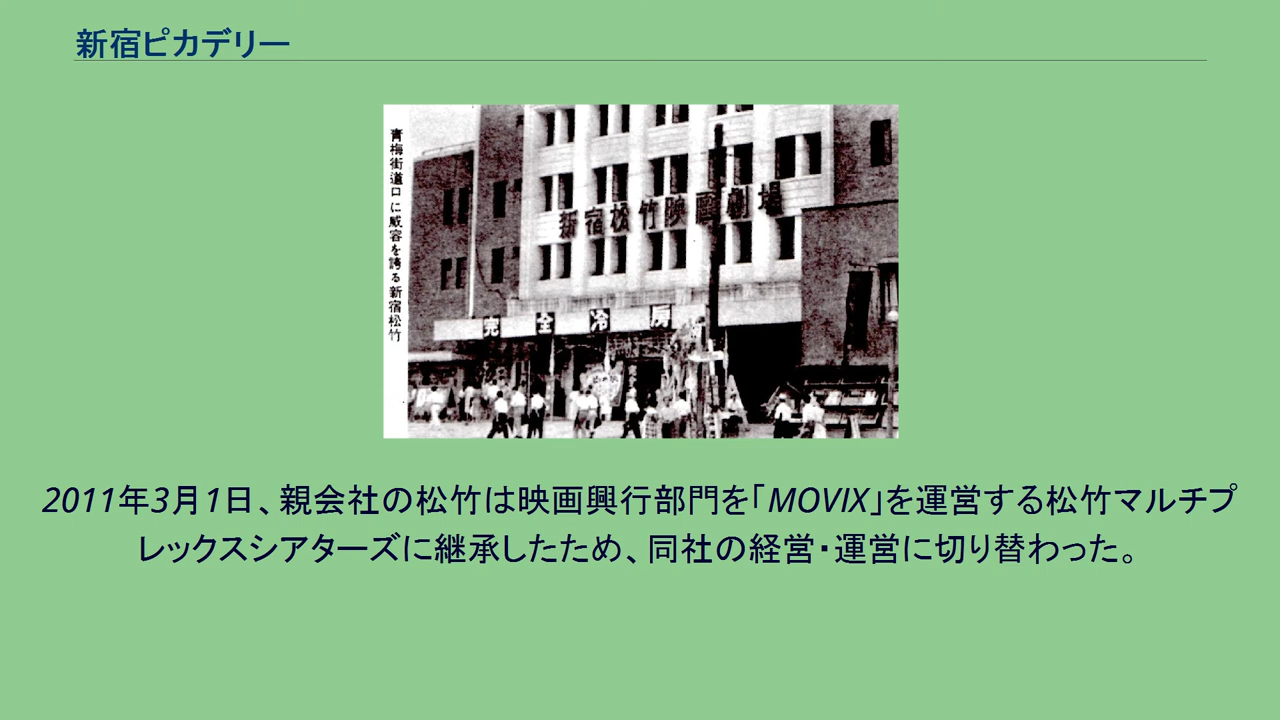 新宿ピカデリー
青梅街道口に威容を誇る新宿松竹
新宿松竹映画劇場
完全冷房
2011年3月1日、親会社の松竹は映画興行部門を「MOVIX」を運営する松竹マルチプ
レックスシアターズに継承したため、同社の経営・運営に切り替わった。